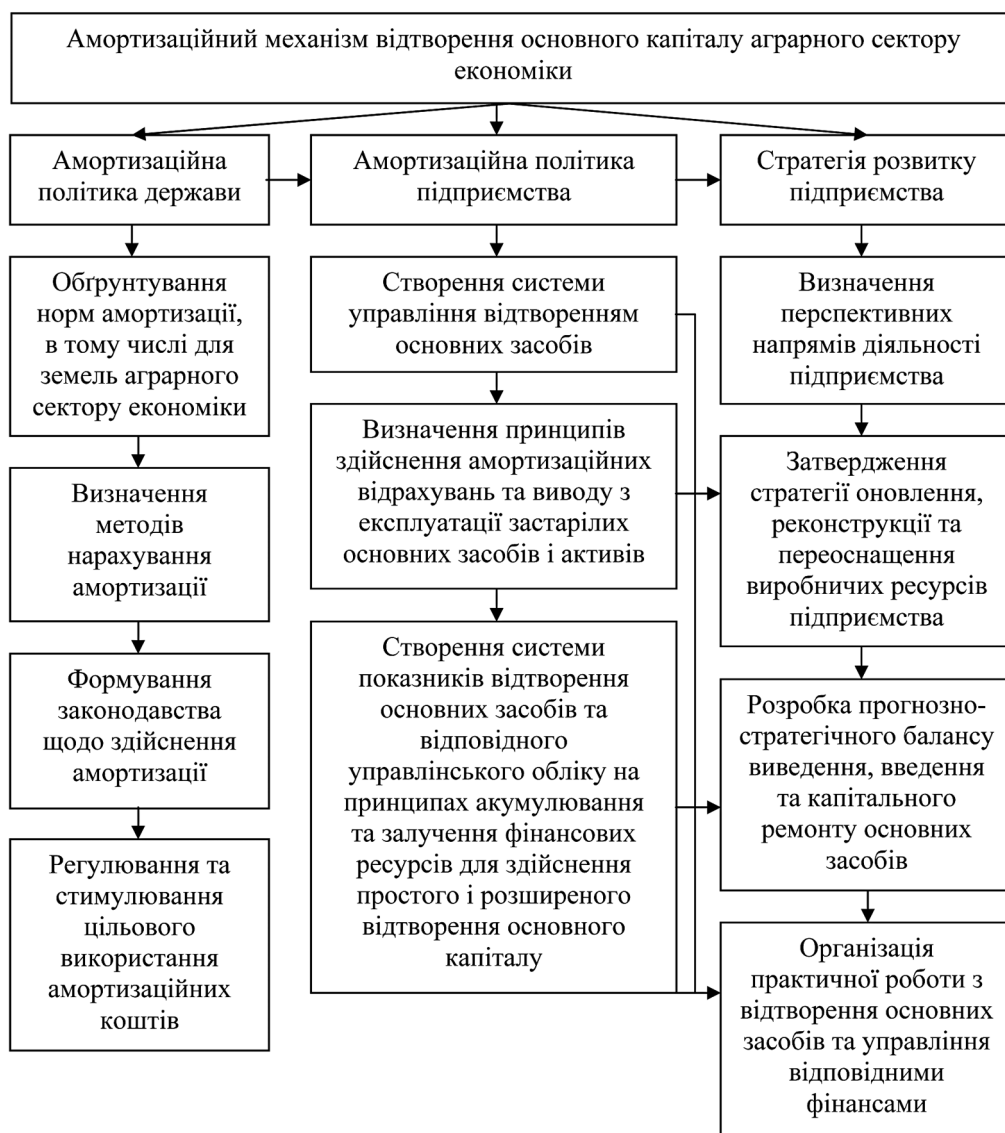 Амортизаційний механізм відтворення основного капіталу аграрного сектору
економіки
Амортизаційна
політика держави
Амортизаційна політика
підприємства
Стратегія розвитку
підприємства
Обґрунтування
норм амортизації,
в тому числі для
земель аграрного
сектору економіки
Створення системи
управління відтворенням
основних засобів
Визначення
перспективних
напрямів діяльності
підприємства
Визначення
методів
нарахування
амортизації
Визначення принципів
здійснення амортизаційних
відрахувань та виводу з
експлуатації застарілих
основних засобів і активів
Затвердження
стратегії оновлення,
реконструкції та
переоснащення
виробничих ресурсів
підприємства
Формування
законодавства
щодо здійснення
амортизації
Створення системи
показників відтворення
основних засобів та
відповідного
управлінського обліку на
принципах акумулювання
та залучення фінансових
ресурсів для здійснення
простого і розширеного
відтворення основного
капіталу
Розробка прогнозно-
стратегічного балансу
виведення, введення
та капітального
ремонту основних
засобів
Регулювання та
стимулювання
цільового
використання
амортизаційних
коштів
Організація
практичної роботи з
відтворення основних
засобів та управління
відповідними
фінансами